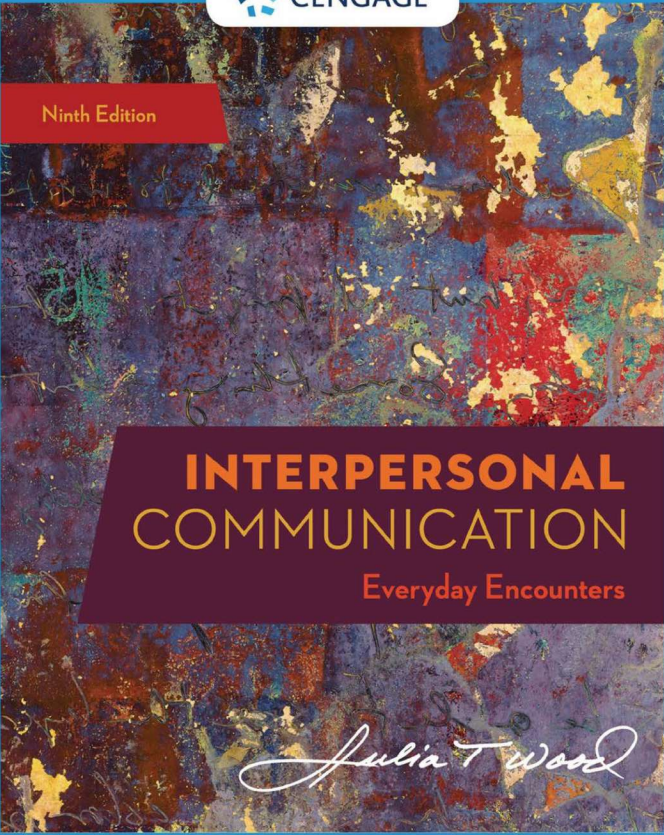 CENGAGE
Ninth Edition
INTERPERSONAL
COMMUNICATION
Everyday Encounters
Julia T Wood